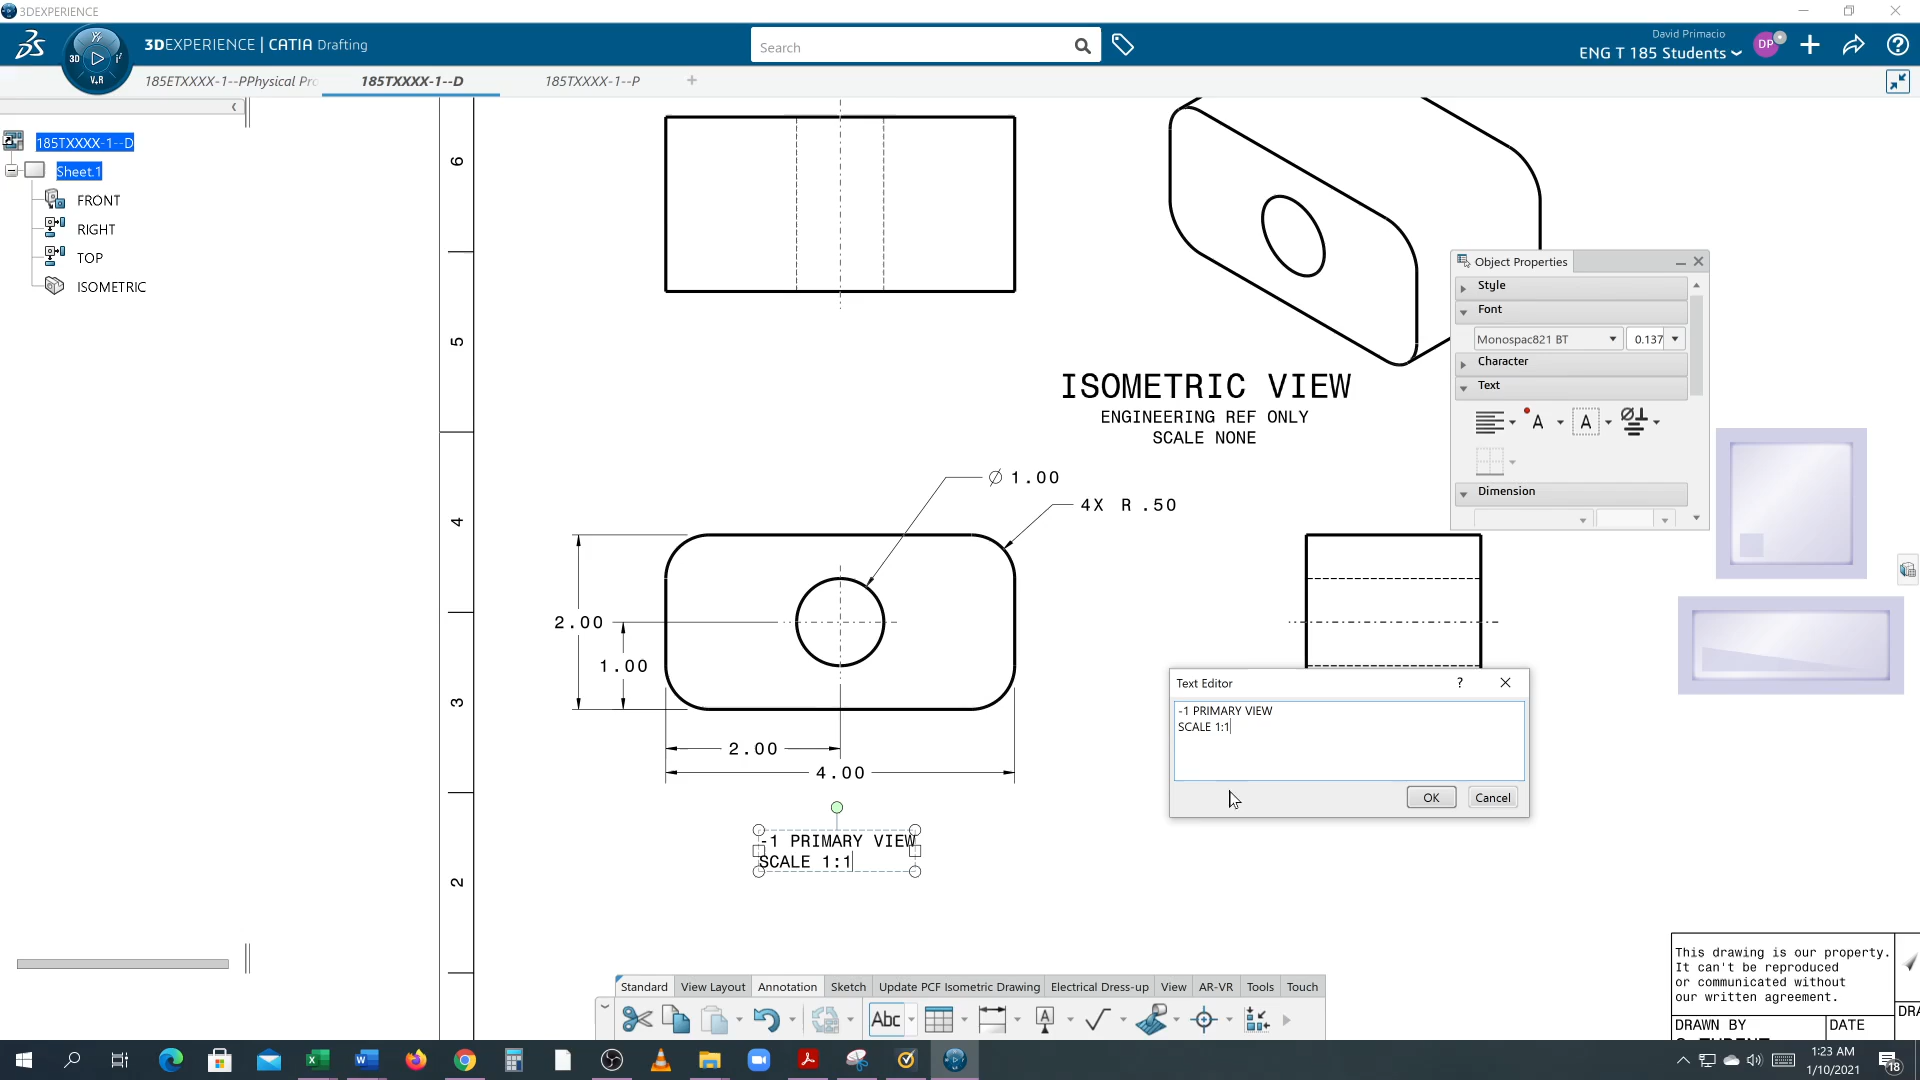 3DEXPERIENCE
3DEXPERIENCE | CATIA Drafting
3D
V+R
Search
David Primacio
ENG T 185 Students
DP
185ETXXXX-1--PPhysical Pro
185TXXXX-1--D
185TXXXX-1--P
185TXXXX-1--D
Sheet.1
FRONT
RIGHT
TOP
ISOMETRIC
6
5
4
3
2
ISOMETRIC VIEW
ENGINEERING REF ONLY
SCALE NONE
Object Properties
Style
Font
Monospac821 BT
0.137
Character
Text
Dimension
Ø 1.00
4X R .50
2.00
1.00
2.00
4.00
-1 PRIMARY VIEW
SCALE 1:1
Text Editor
?
-1 PRIMARY VIEW
SCALE 1:1
OK
Cancel
This drawing is our property.
It can't be reproduced
or communicated without
our written agreement.
DRAWN BY
DATE
DRA
Standard
View Layout
Annotation
Sketch
Update PCF Isometric Drawing
Electrical Dress-up
View
AR-VR
Tools
Touch
Abc
1:23 AM
1/10/2021
18